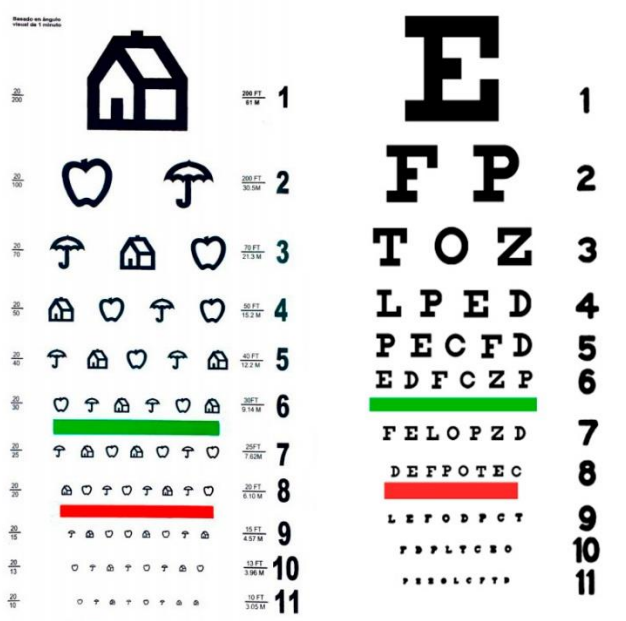 Basado en ángulo
visual de 1 minuto
20
200
200 FT
61 M
1
20
100
200 FT
30.5M
2
20
70
70 FT
21.3 M
3
20
50
50 FT
15.2 M
4
20
40
40 FT
12.2 M
5
20
30
30FT
9.14 M
6
20
25FT
7.62M
7
20
20
20 FT
6.10 M
8
20
15
15 FT
4.57 M
9
20
13
13 FT
3.96 M
10
20
10
10 FT
3.05 M
11
E 1
F P 2
T O Z 3
L P E D 4
P E C F D 5
E D F C Z P 6
F E L O P Z D 7
D E F P O T E C 8
L E F O D P C T 9
F D P L T C E O 10
P E Z O L C F T D 11